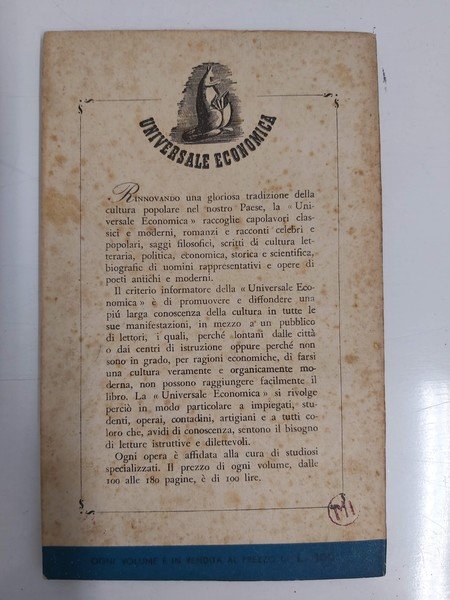 UNIVERSALE ECONOMICA
RINNOVANDO una gloriosa tradizione della
cultura popolare nel nostro Paese, la « Uni-
versale Economica » raccoglie capolavori clas-
sici e moderni, romanzi e racconti celebri e
popolari, saggi filosofici, scritti di cultura let-
teraria, politica, economica, storica e scientifica,
biografie di uomini rappresentativi e opere di
poeti antichi e moderni.
Il criterio informatore della « Universale Eco-
nomica » è di promuovere e diffondere una
piú larga conoscenza della cultura in tutte le
sue manifestazioni, in mezzo a un pubblico
di lettori, i quali, perché lontani dalle città
o dai centri di istruzione oppure perché non
sono in grado, per ragioni economiche, di farsi
una cultura veramente e organicamente mo-
derna, non possono raggiungere facilmente il
libro. La « Universale Economica » si rivolge
perciò in modo particolare a impiegati, stu-
denti, operai, contadini, artigiani e a tutti co-
loro che, avidi di conoscenza, sentono il bisogno
di letture istruttive e dilettevoli.
Ogni opera è affidata alla cura di studiosi
specializzati. Il prezzo di ogni volume, dalle
100 alle 180 pagine, è di 100 lire.
OGNI VOLUME È IN VENDITA AL PREZZO DI L.